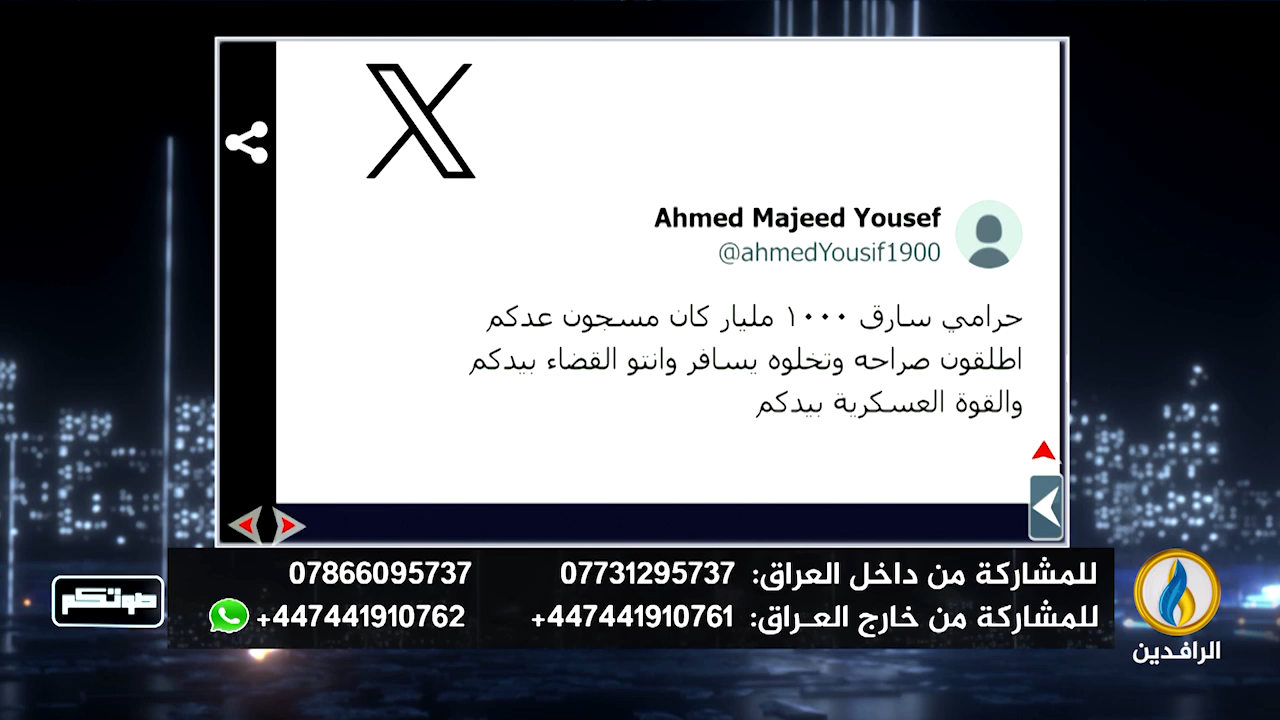 Ahmed Majeed Yousef
@ahmedYousif1900
حرامي سارق ١٠٠٠ مليار كان مسجون عدكم
اطلقون صراحه وتخلوه يسافر وانتو القضاء بيدكم
والقوة العسكرية بيدكم
للمشاركة من داخل العراق: 07731295737 07866095737
للمشاركة من خارج العراق: 447441910761+ 447442910762+
صوتكم
الرافدين